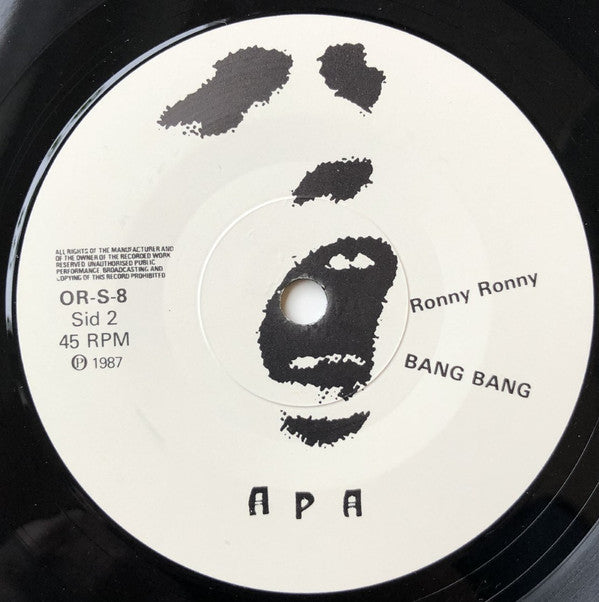 ALL RIGHTS OF THE MANUFACTURER AND
OF THE OWNER OF THE RECORDED WORK
RESERVED. UNAUTHORISED PUBLIC
PERFORMANCE BROADCASTING AND
COPYING OF THIS RECORD PROHIBITED
OR-S-8
Sid 2
45 RPM
℗ 1987
Ronny Ronny
BANG BANG
APA